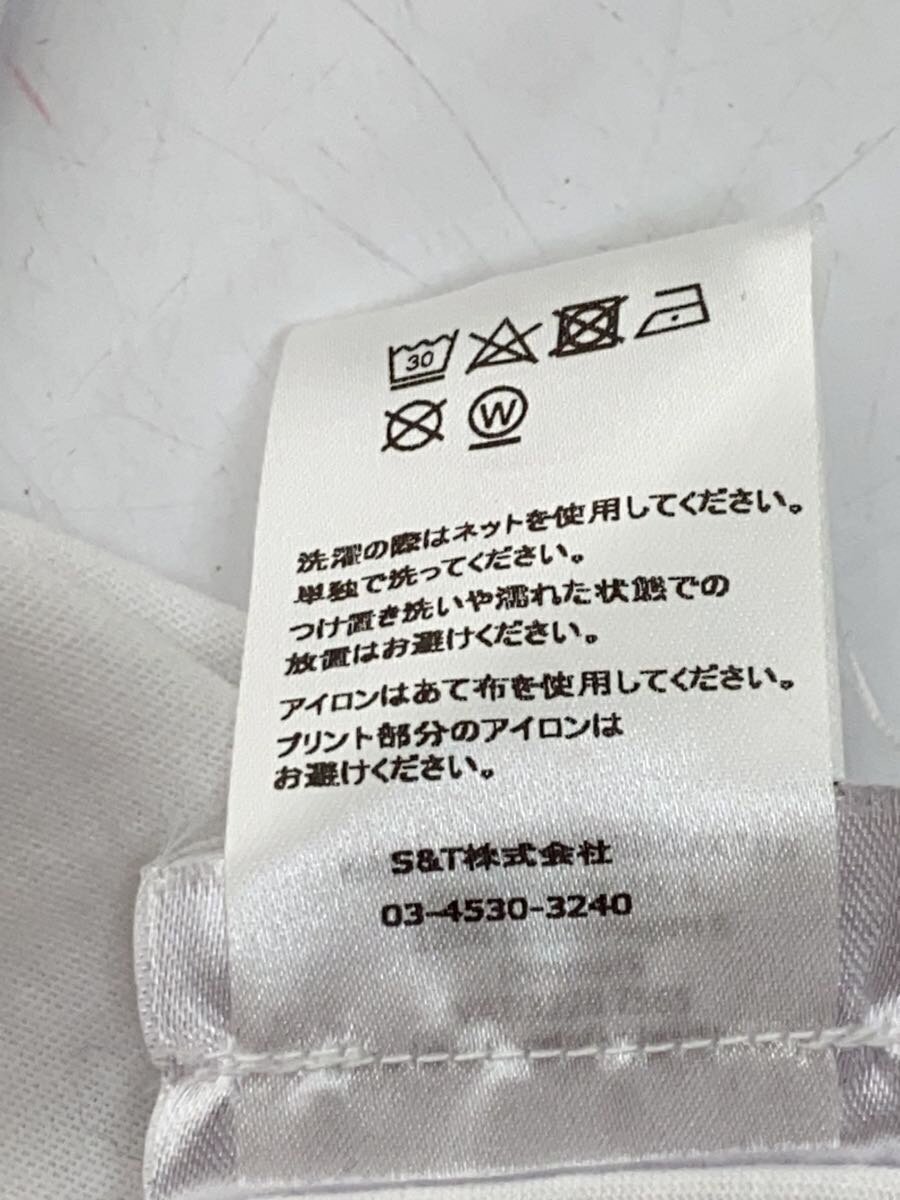 30
W
洗濯の際はネットを使用してください。
単独で洗ってください。
つけ置き洗いや濡れた状態での
放置はお避けください。
アイロンはあて布を使用してください。
プリント部分のアイロンは
お避けください。
S&T株式会社
03-4530-3240